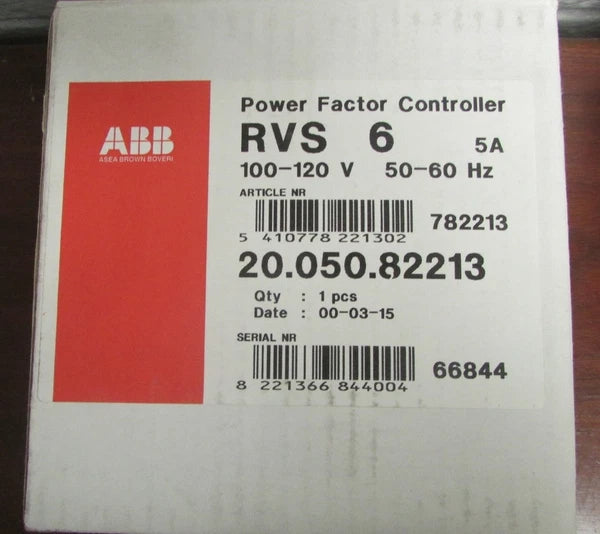 ABB
ASEA BROWN BOVERI
Power Factor Controller
RVS 6 5A
100-120 V 50-60 Hz
ARTICLE NR
782213
5 410778 221302
20.050.82213
Qty : 1 pcs
Date : 00-03-15
SERIAL NR
66844
8 221366 844004